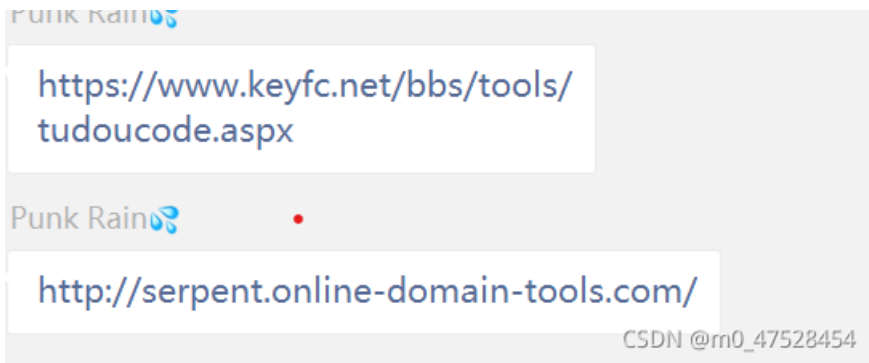 Punk Rain💦
https://www.keyfc.net/bbs/tools/
tudoucode.aspx
Punk Rain💦
http://serpent.online-domain-tools.com/
CSDN @m0_47528454